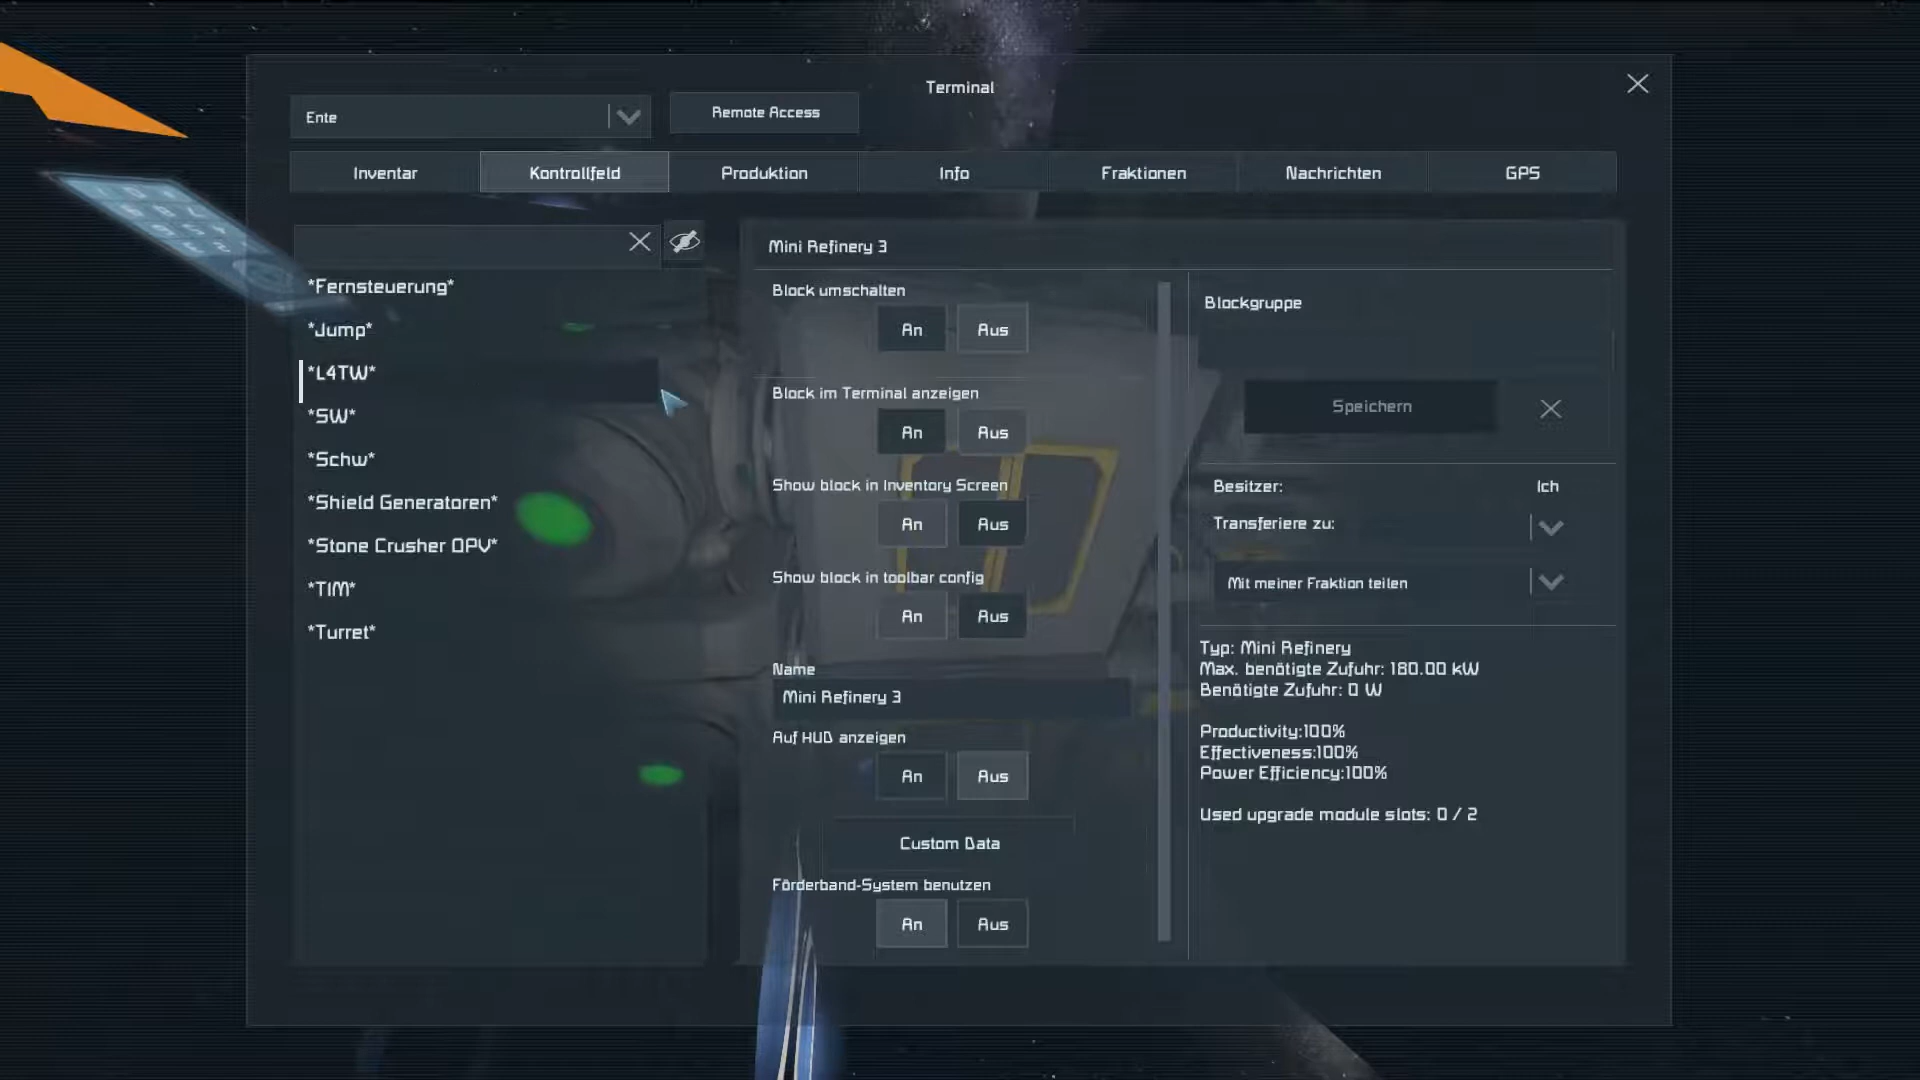 Terminal
Ente
Remote Access
Inventar
Kontrollfeld
Produktion
Info
Fraktionen
Nachrichten
GPS
*Fernsteuerung*
*Jump*
*L4TW*
*SW*
*Schw*
*Shield Generatoren*
*Stone Crusher OPV*
*TIM*
*Turret*
Mini Refinery 3
Block umschalten
An Aus
Block im Terminal anzeigen
An Aus
Show block in Inventory Screen
An Aus
Show block in toolbar config
An Aus
Name
Mini Refinery 3
Auf HUD anzeigen
An Aus
Custom Data
Förderband-System benutzen
An Aus
Blockgruppe
Speichern
Besitzer: Ich
Transferiere zu:
Mit meiner Fraktion teilen
Typ: Mini Refinery
Max. benötigte Zufuhr: 180.00 kW
Benötigte Zufuhr: 0 W
Productivity:100%
Effectiveness:100%
Power Efficiency:100%
Used upgrade module slots: 0 / 2